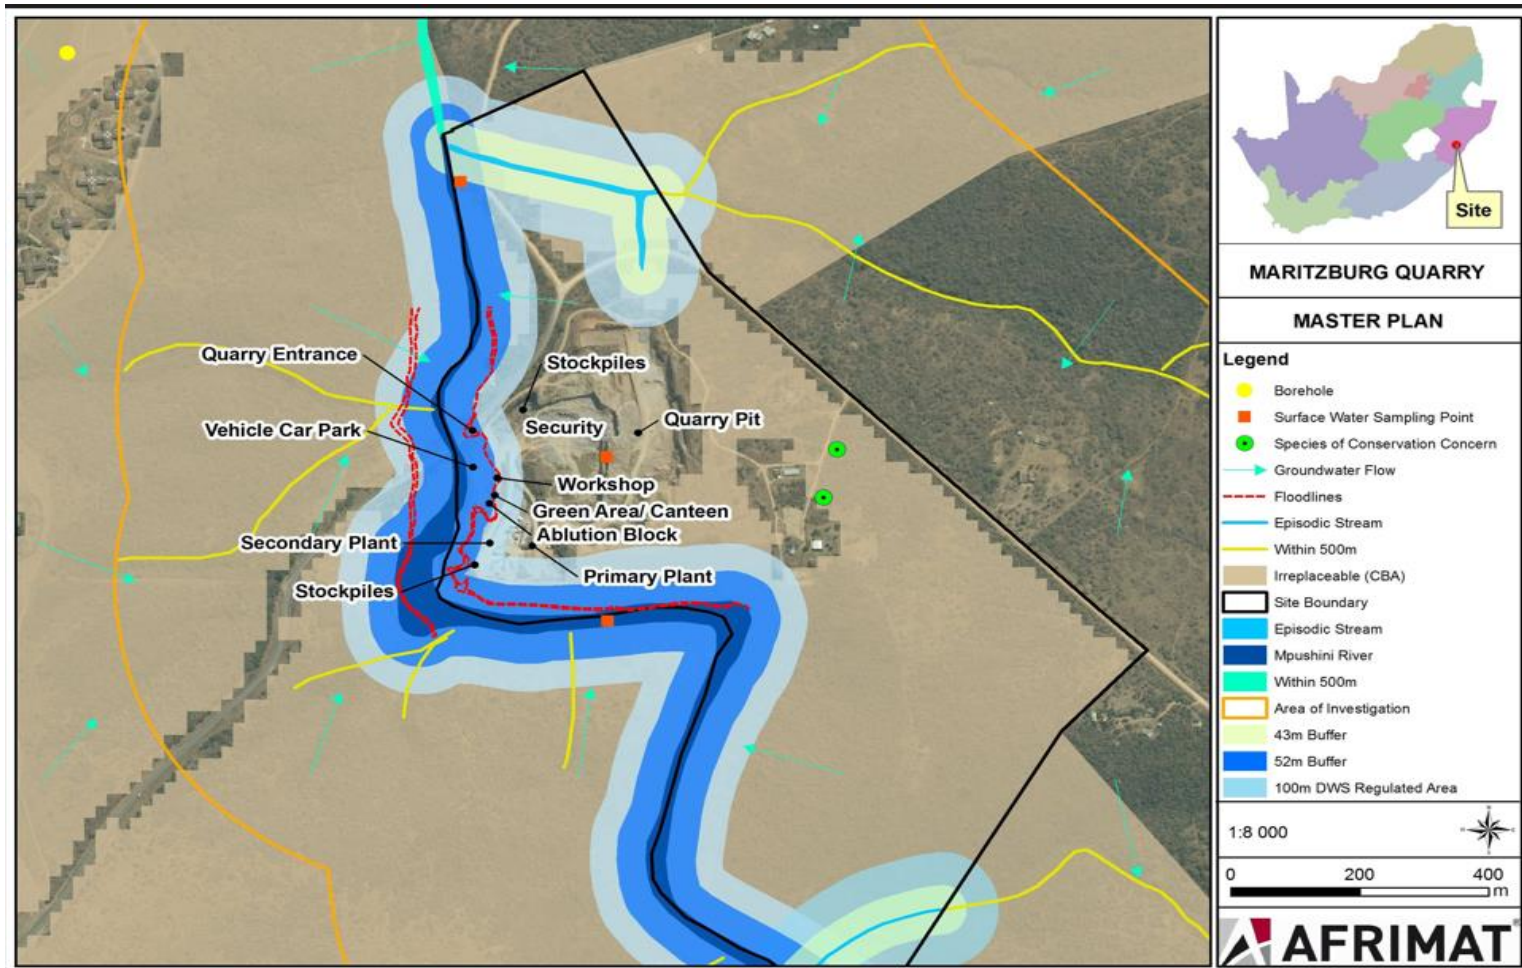 Quarry Entrance
Stockpiles
Vehicle Car Park
Security
Quarry Pit
Workshop
Green Area/ Canteen
Ablution Block
Secondary Plant
Primary Plant
Stockpiles
Site
MARITZBURG QUARRY
MASTER PLAN
Legend
Borehole
Surface Water Sampling Point
Species of Conservation Concern
Groundwater Flow
Floodlines
Episodic Stream
Within 500m
Irreplaceable (CBA)
Site Boundary
Episodic Stream
Mpushini River
Within 500m
Area of Investigation
43m Buffer
52m Buffer
100m DWS Regulated Area
1:8 000
0 200 400
m
AFRIMAT